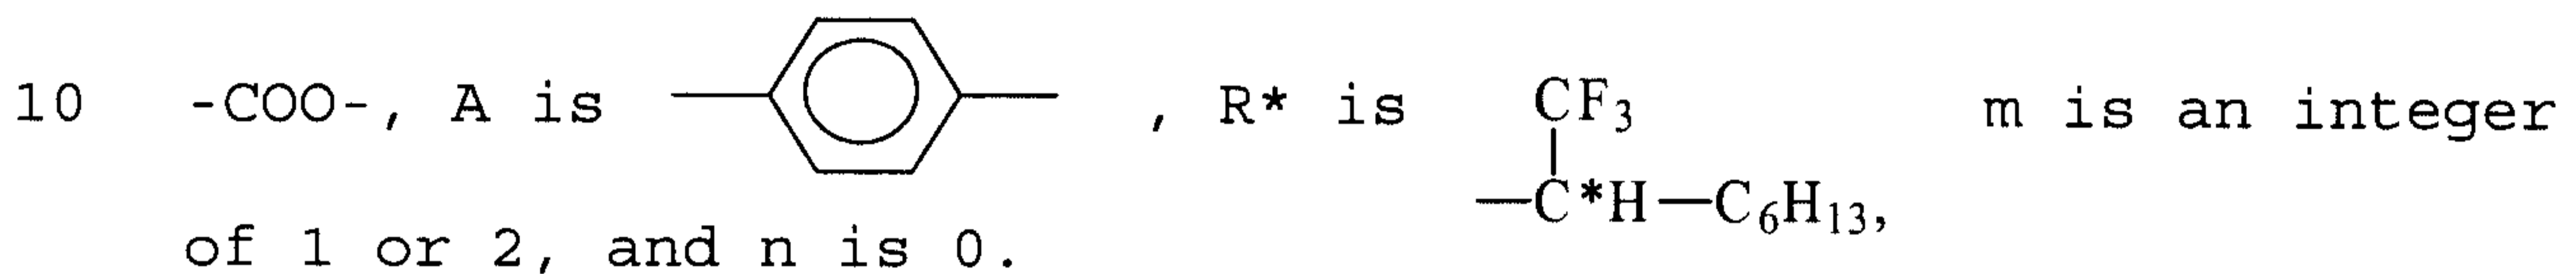 10 -COO-, A is , R* is CF₃ m is an integer
—C*H—C₆H₁₃,
of 1 or 2, and n is 0.